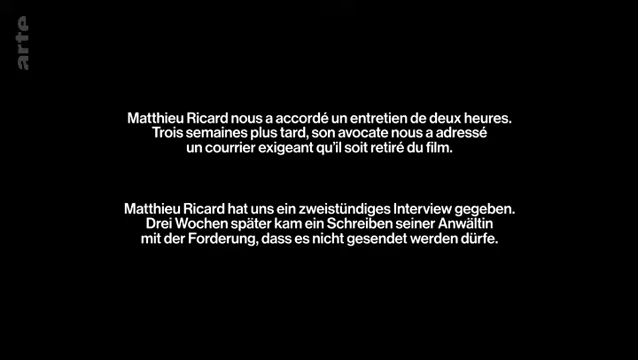 arte
Matthieu Ricard nous a accordé un entretien de deux heures.
Trois semaines plus tard, son avocate nous a adressé
un courrier exigeant qu'il soit retiré du film.
Matthieu Ricard hat uns ein zweistündiges Interview gegeben.
Drei Wochen später kam ein Schreiben seiner Anwältin
mit der Forderung, dass es nicht gesendet werden dürfe.